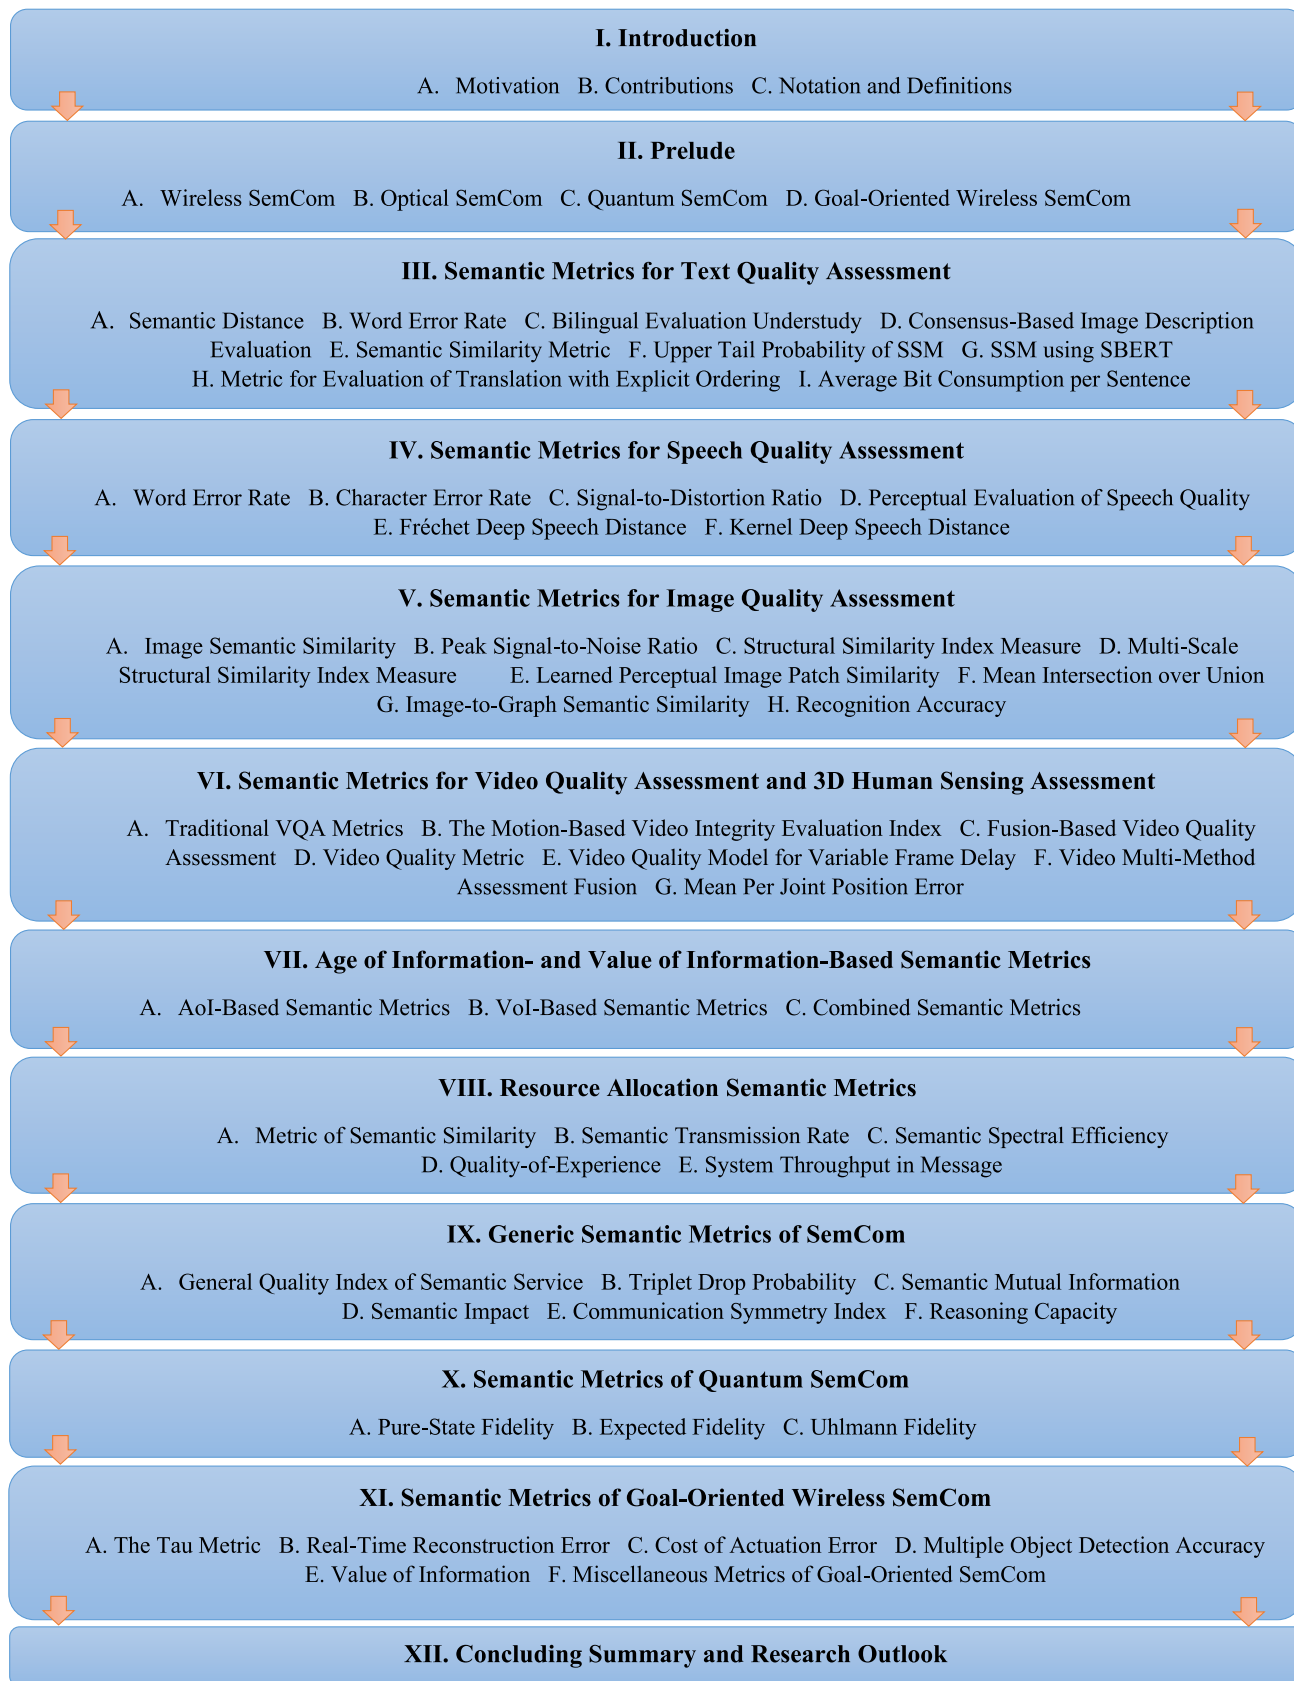 I. Introduction
A. Motivation B. Contributions C. Notation and Definitions
II. Prelude
A. Wireless SemCom B. Optical SemCom C. Quantum SemCom D. Goal-Oriented Wireless SemCom
III. Semantic Metrics for Text Quality Assessment
A. Semantic Distance B. Word Error Rate C. Bilingual Evaluation Understudy D. Consensus-Based Image Description
Evaluation E. Semantic Similarity Metric F. Upper Tail Probability of SSM G. SSM using SBERT
H. Metric for Evaluation of Translation with Explicit Ordering I. Average Bit Consumption per Sentence
IV. Semantic Metrics for Speech Quality Assessment
A. Word Error Rate B. Character Error Rate C. Signal-to-Distortion Ratio D. Perceptual Evaluation of Speech Quality
E. Fréchet Deep Speech Distance F. Kernel Deep Speech Distance
V. Semantic Metrics for Image Quality Assessment
A. Image Semantic Similarity B. Peak Signal-to-Noise Ratio C. Structural Similarity Index Measure D. Multi-Scale
Structural Similarity Index Measure E. Learned Perceptual Image Patch Similarity F. Mean Intersection over Union
G. Image-to-Graph Semantic Similarity H. Recognition Accuracy
VI. Semantic Metrics for Video Quality Assessment and 3D Human Sensing Assessment
A. Traditional VQA Metrics B. The Motion-Based Video Integrity Evaluation Index C. Fusion-Based Video Quality
Assessment D. Video Quality Metric E. Video Quality Model for Variable Frame Delay F. Video Multi-Method
Assessment Fusion G. Mean Per Joint Position Error
VII. Age of Information- and Value of Information-Based Semantic Metrics
A. AoI-Based Semantic Metrics B. VoI-Based Semantic Metrics C. Combined Semantic Metrics
VIII. Resource Allocation Semantic Metrics
A. Metric of Semantic Similarity B. Semantic Transmission Rate C. Semantic Spectral Efficiency
D. Quality-of-Experience E. System Throughput in Message
IX. Generic Semantic Metrics of SemCom
A. General Quality Index of Semantic Service B. Triplet Drop Probability C. Semantic Mutual Information
D. Semantic Impact E. Communication Symmetry Index F. Reasoning Capacity
X. Semantic Metrics of Quantum SemCom
A. Pure-State Fidelity B. Expected Fidelity C. Uhlmann Fidelity
XI. Semantic Metrics of Goal-Oriented Wireless SemCom
A. The Tau Metric B. Real-Time Reconstruction Error C. Cost of Actuation Error D. Multiple Object Detection Accuracy
E. Value of Information F. Miscellaneous Metrics of Goal-Oriented SemCom
XII. Concluding Summary and Research Outlook